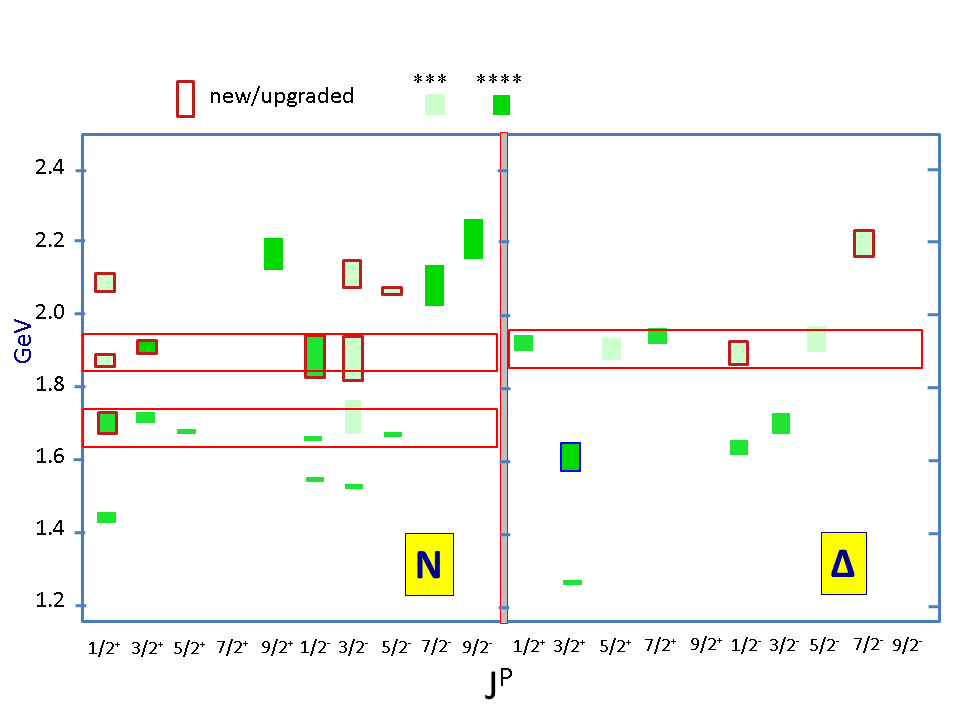 *** ****
new/upgraded
2.4
2.2
2.0
GeV
1.8
1.6
1.4
N Δ
1.2
1/2⁺ 3/2⁺ 5/2⁺ 7/2⁺ 9/2⁺ 1/2⁻ 3/2⁻ 5/2⁻ 7/2⁻ 9/2⁻ 1/2⁺ 3/2⁺ 5/2⁺ 7/2⁺ 9/2⁺ 1/2⁻ 3/2⁻ 5/2⁻ 7/2⁻ 9/2⁻
Jᴾ